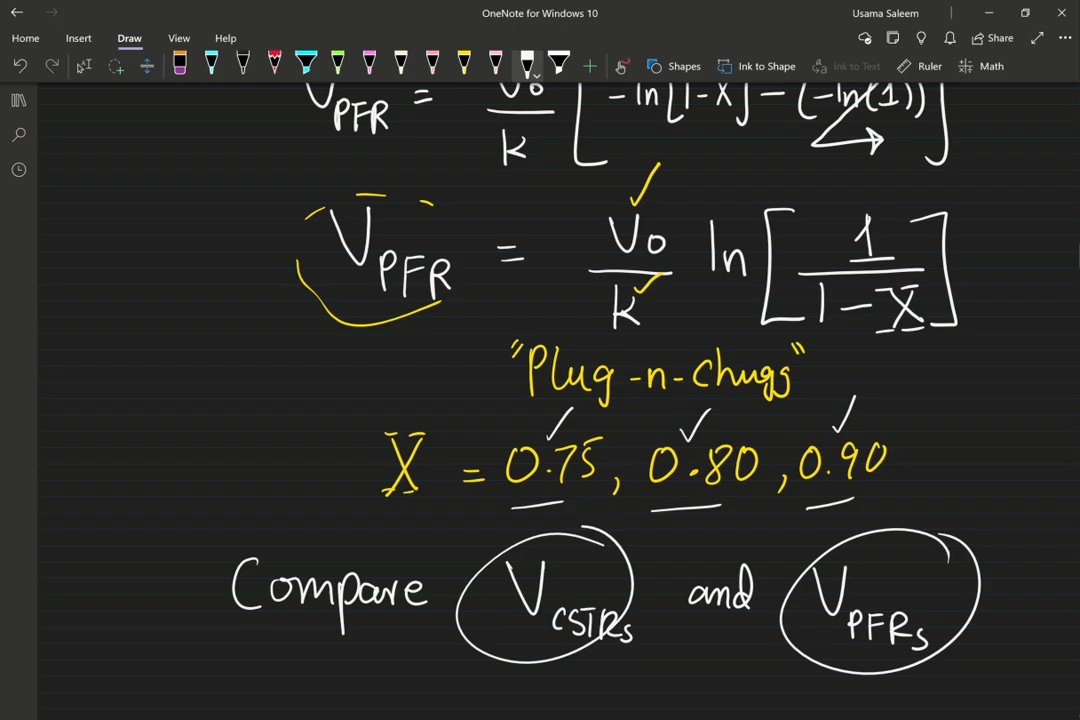 OneNote for Windows 10
Usama Saleem
Home Insert Draw View Help
Share
Shapes
Ink to Shape
Ink to Text
Ruler
Math
V_PFR = v₀/k [-ln[1-X] - (-ln(1))]
V_PFR = v₀/k ln[1/(1-X)]
"Plug-n-chugg"
X = 0.75, 0.80, 0.90
Compare V_CSTRs and V_PFRs